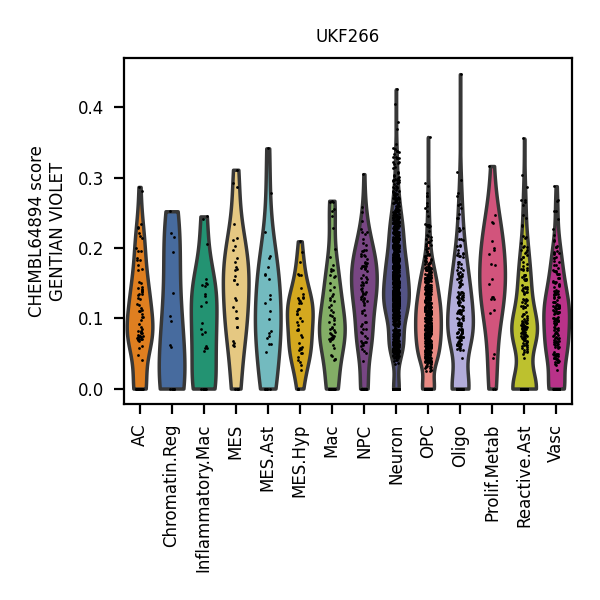 UKF266
CHEMBL64894 score
GENTIAN VIOLET
0.4
0.3
0.2
0.1
0.0
AC
Chromatin.Reg
Inflammatory.Mac
MES
MES.Ast
MES.Hyp
Mac
NPC
Neuron
OPC
Oligo
Prolif.Metab
Reactive.Ast
Vasc